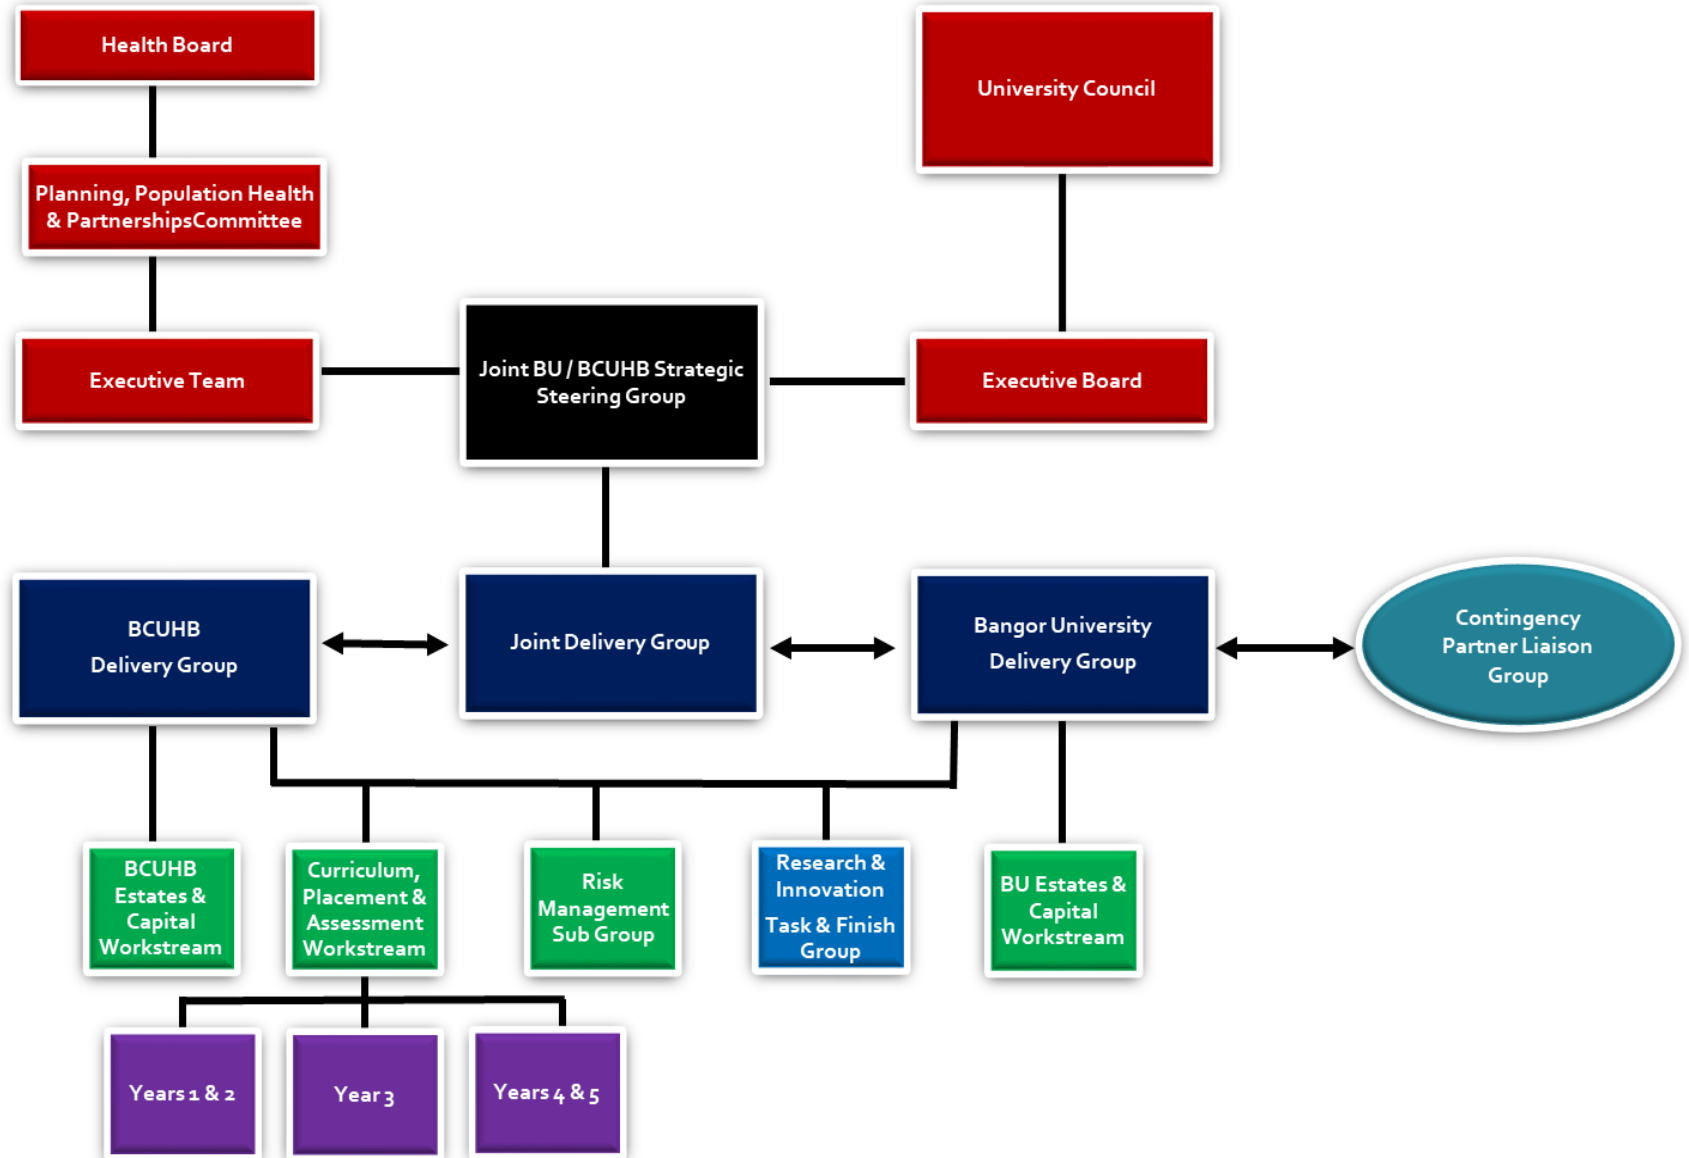 Health Board
University Council
Planning, Population Health
& PartnershipsCommittee
Executive Team
Joint BU / BCUHB Strategic
Steering Group
Executive Board
BCUHB
Delivery Group
Joint Delivery Group
Bangor University
Delivery Group
Contingency
Partner Liaison
Group
BCUHB
Estates &
Capital
Workstream
Curriculum,
Placement &
Assessment
Workstream
Risk
Management
Sub Group
Research &
Innovation
Task & Finish
Group
BU Estates &
Capital
Workstream
Years 1 & 2
Year 3
Years 4 & 5